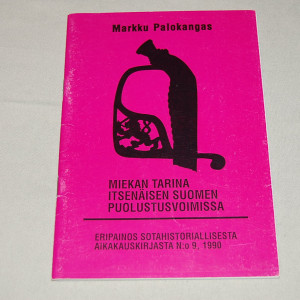 Markku Palokangas
MIEKAN TARINA
ITSENÄISEN SUOMEN
PUOLUSTUSVOIMISSA
ERIPAINOS SOTAHISTORIALLISESTA
AIKAKAUSKIRJASTA N:o 9, 1990